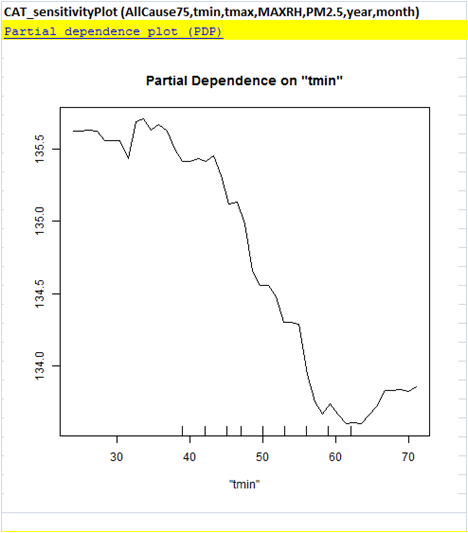 CAT_sensitivityPlot (AllCause75,tmin,tmax,MAXRH,PM2.5,year,month)
Partial dependence plot (PDP)
Partial Dependence on "tmin"
135.5
135.0
134.5
134.0
30 40 50 60 70
"tmin"